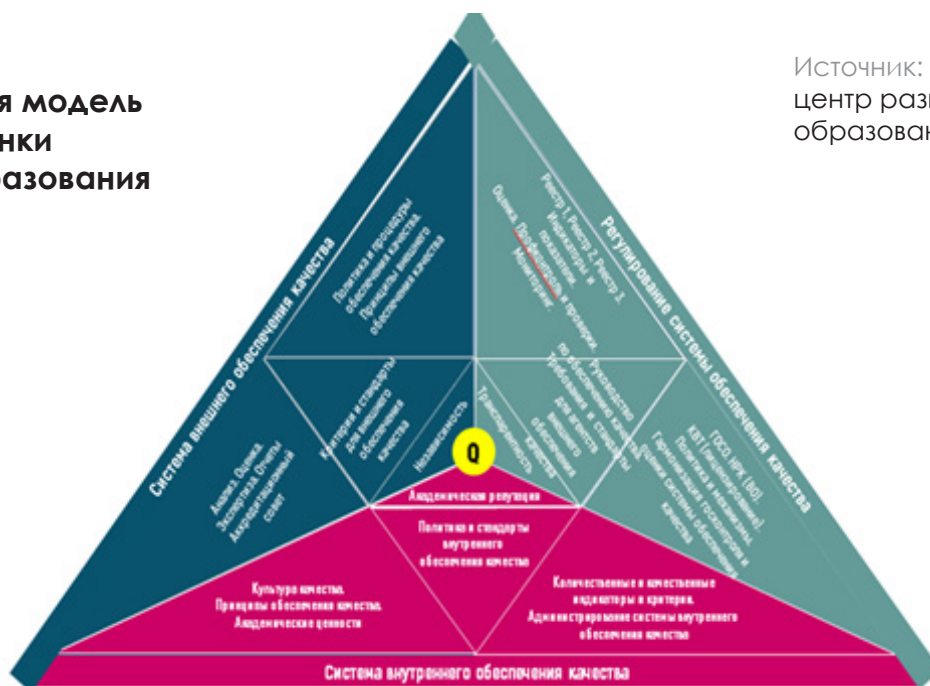 я модель
нки
разования
Источник:
центр разв
образован
Система внешнего обеспечения качества
Политика и процедуры
обеспечения качества.
Принципы внешнего
обеспечения качества
Критерии и стандарты
для внешнего
обеспечения
качества
Независимость
Анализ. Оценка.
Экспертиза. Отчеты
Аккредитационный
совет
Регулирование системы обеспечения качества
Реестр 1, Реестр 2, Реестр 3.
Индикаторы и
показатели.
Оценка. Профконтроль и проверки.
Мониторинг.
Руководство
по обеспечению качества.
Требования и стандарты
для агентств
внешнего
обеспечения
качества
Транспарентность
ГОСО, НРК (ВО),
КВТ (лицензирование).
Политика и механизмы.
Гармонизация госконтроля и
оценки системы обеспечения
качества
Q
Академическая репутация
Политика и стандарты
внутреннего
обеспечения качества
Культура качества.
Принципы обеспечения качества.
Академические ценности
Количественные и качественные
индикаторы и критерии.
Администрирование системы внутреннего
обеспечения качества
Система внутреннего обеспечения качества